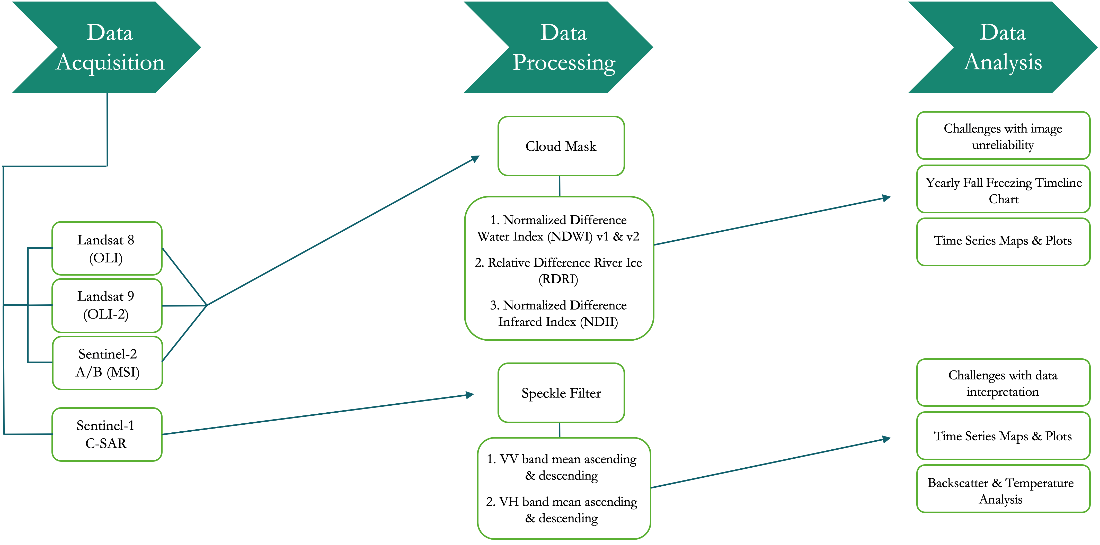 Data
Acquisition
Data
Processing
Data
Analysis
Landsat 8
(OLI)
Landsat 9
(OLI-2)
Sentinel-2
A/B (MSI)
Sentinel-1
C-SAR
Cloud Mask
1. Normalized Difference
Water Index (NDWI) v1 & v2
2. Relative Difference River Ice
(RDRI)
3. Normalized Difference
Infrared Index (NDII)
Speckle Filter
1. VV band mean ascending
& descending
2. VH band mean ascending
& descending
Challenges with image
unreliability
Yearly Fall Freezing Timeline
Chart
Time Series Maps & Plots
Challenges with data
interpretation
Time Series Maps & Plots
Backscatter & Temperature
Analysis